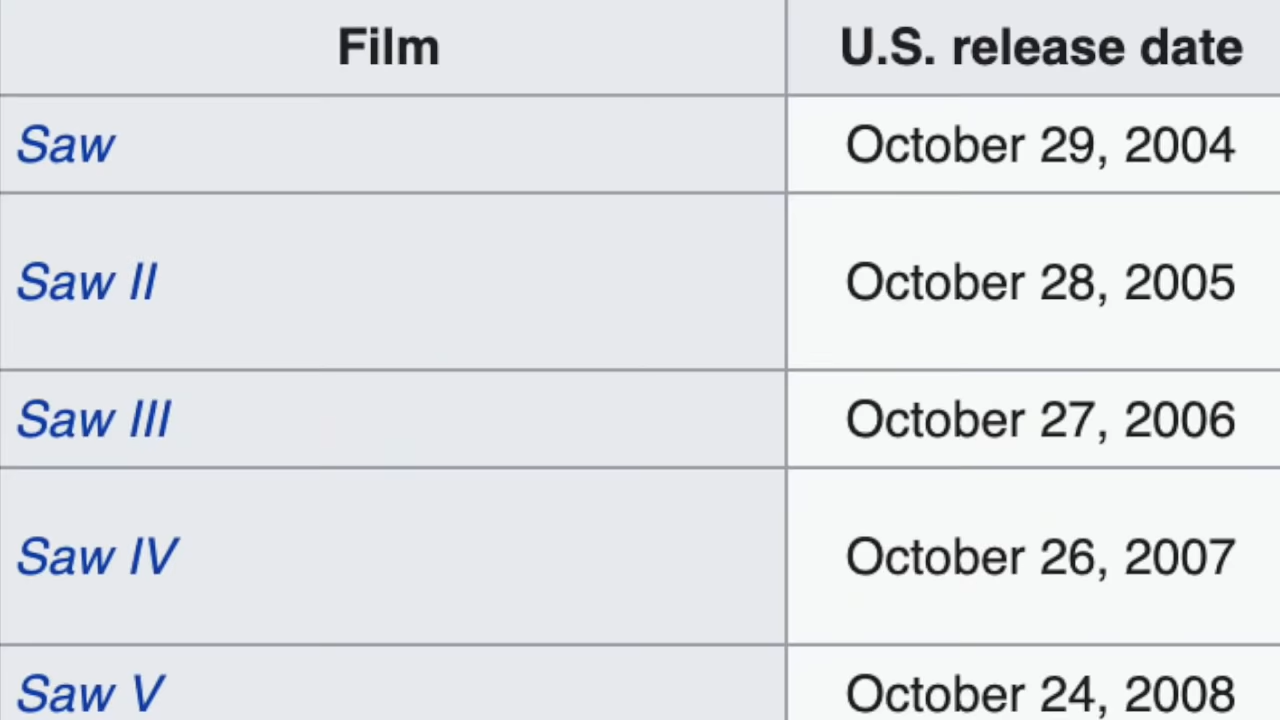 Film U.S. release date
Saw October 29, 2004
Saw II October 28, 2005
Saw III October 27, 2006
Saw IV October 26, 2007
Saw V October 24, 2008